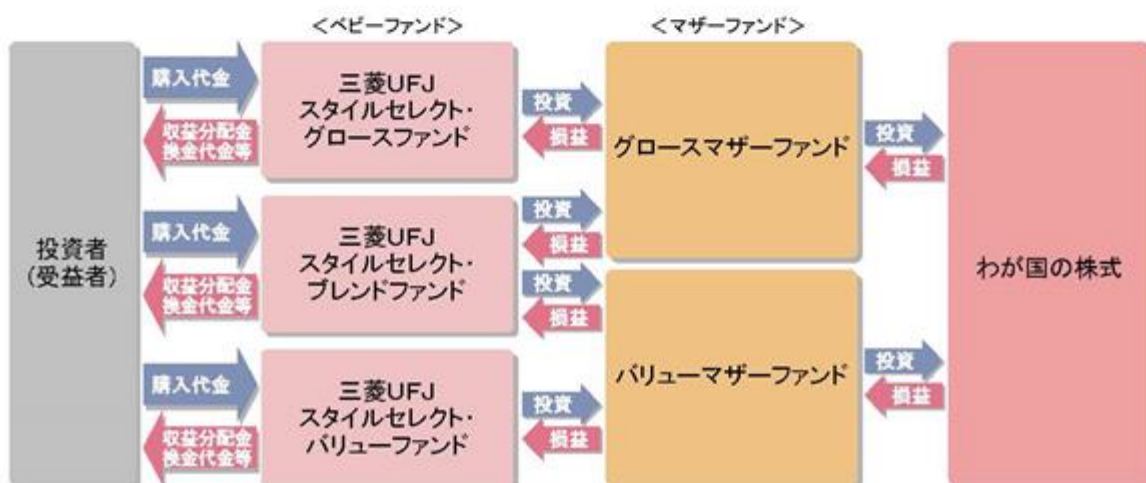 ＜ベビーファンド＞
＜マザーファンド＞
投資者
(受益者)
購入代金
収益分配金
換金代金等
三菱ＵＦＪ
スタイルセレクト・
グロースファンド
投資
損益
購入代金
収益分配金
換金代金等
三菱ＵＦＪ
スタイルセレクト・
ブレンドファンド
投資
損益
投資
損益
購入代金
収益分配金
換金代金等
三菱ＵＦＪ
スタイルセレクト・
バリューファンド
投資
損益
グロースマザーファンド
投資
損益
バリューマザーファンド
投資
損益
わが国の株式